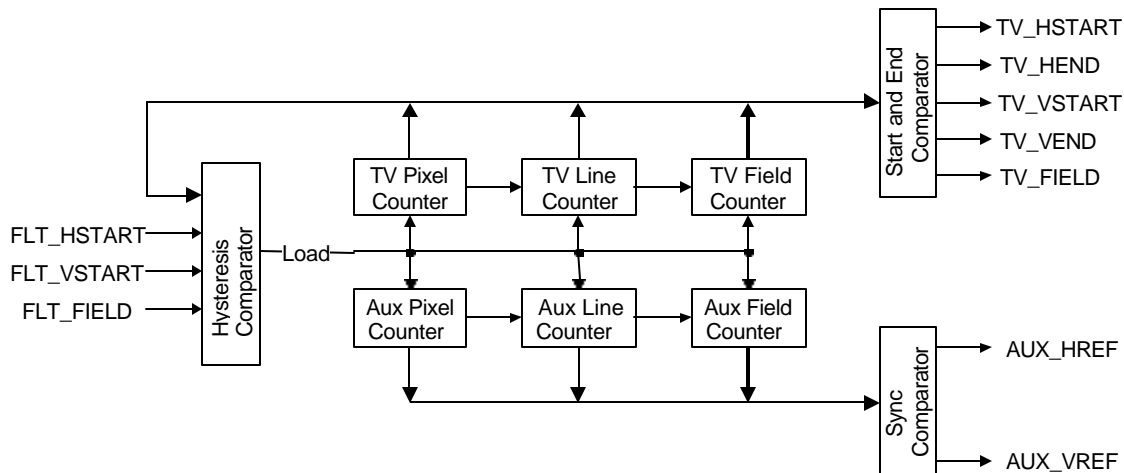 TV_HSTART
TV_HEND
TV_VSTART
TV_VEND
TV_FIELD
Start and End
Comparator
TV Pixel
Counter
TV Line
Counter
TV Field
Counter
FLT_HSTART
FLT_VSTART
FLT_FIELD
Hysteresis
Comparator
Load
Aux Pixel
Counter
Aux Line
Counter
Aux Field
Counter
Sync
Comparator
AUX_HREF
AUX_VREF